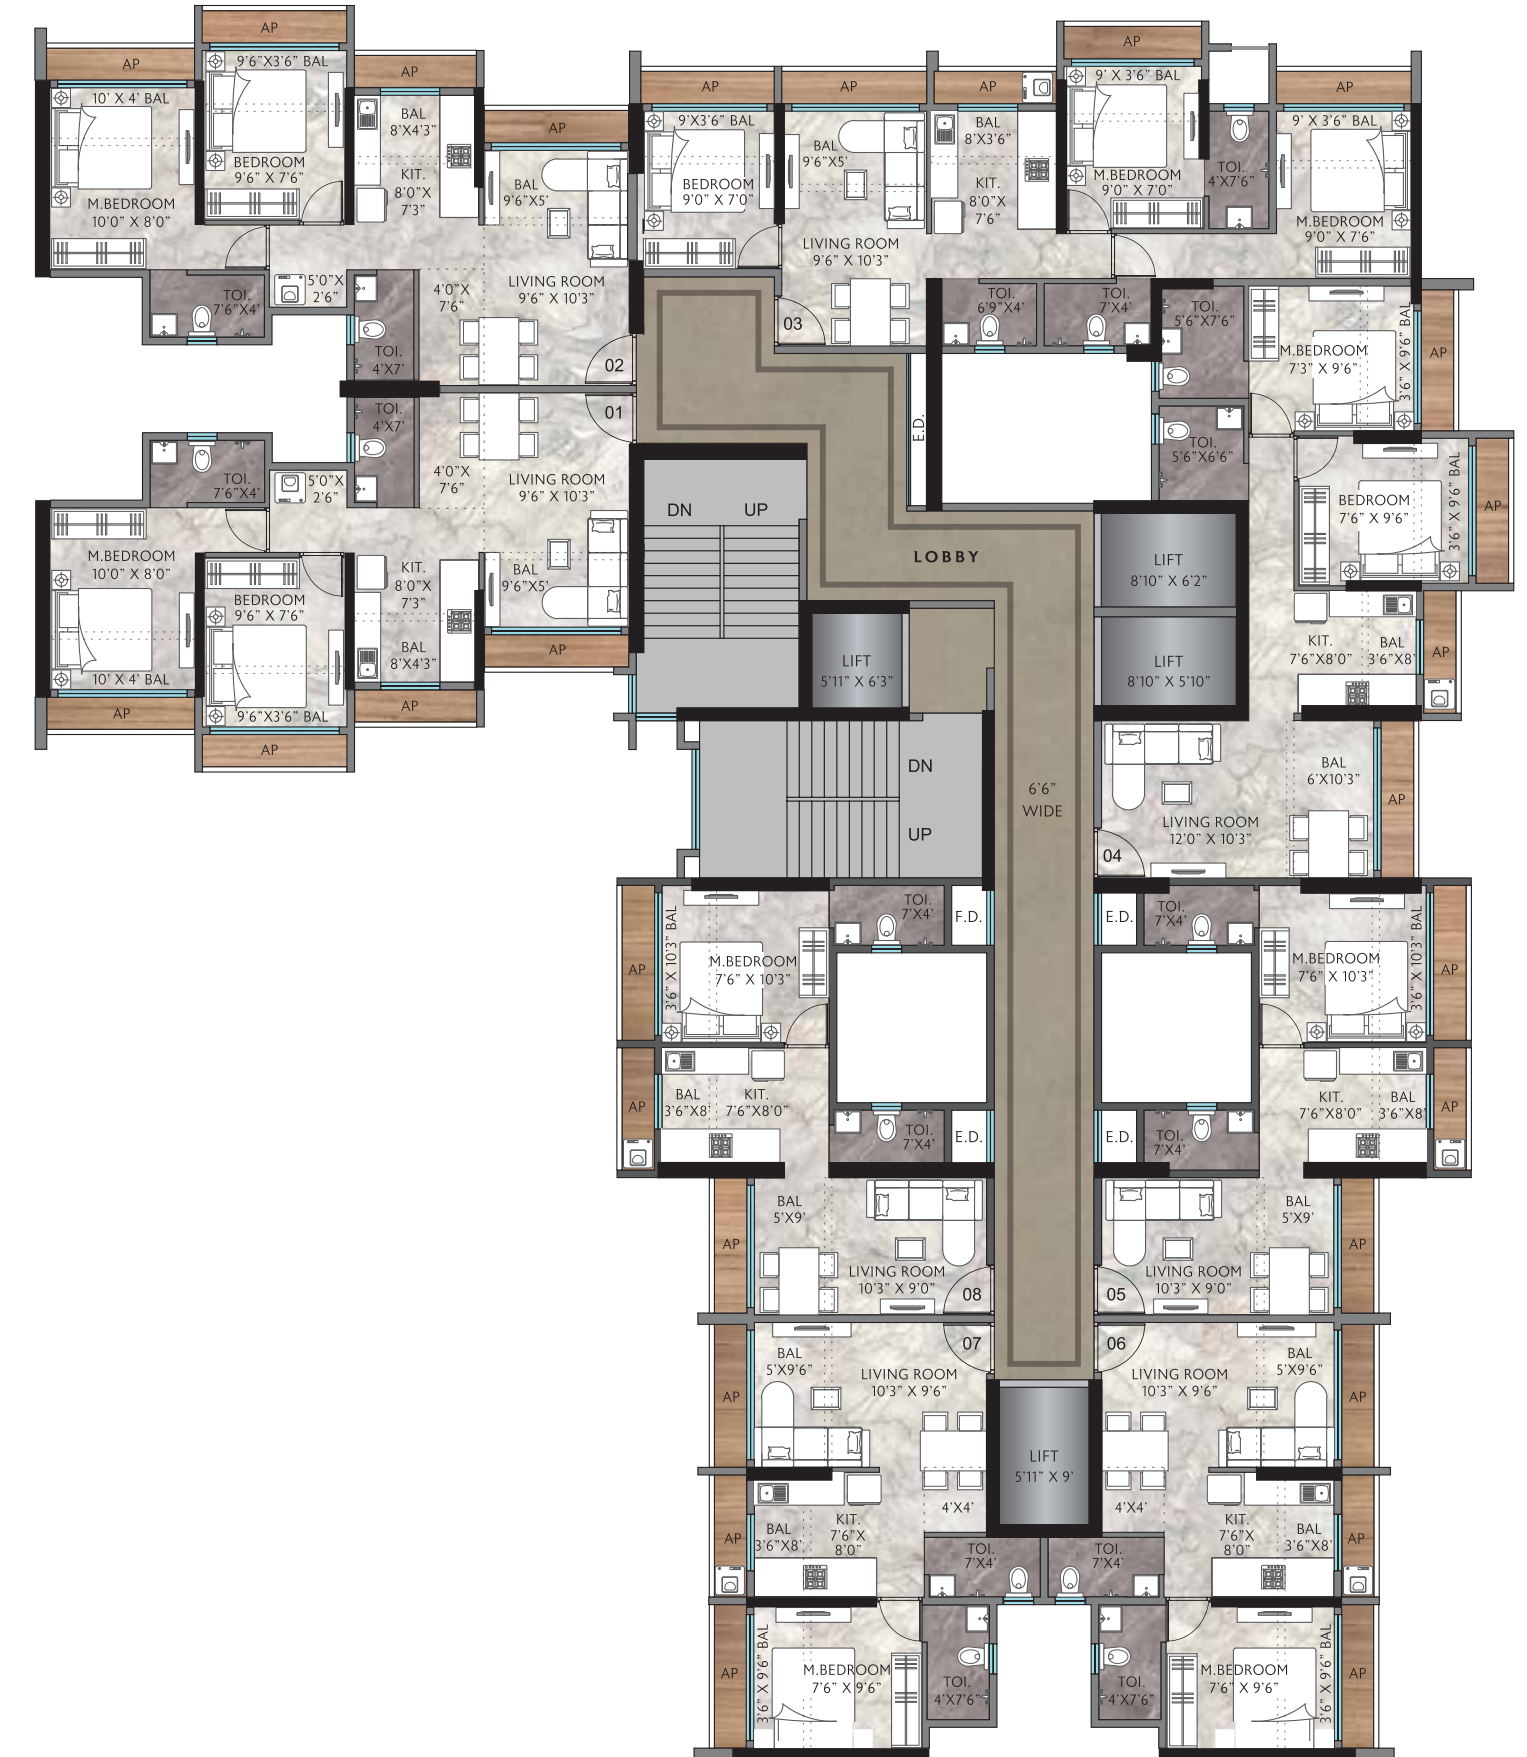 AP
9'6"X3'6" BAL
BEDROOM
9'6" X 7'6"
AP
10' X 4' BAL
M.BEDROOM
10'0" X 8'0"
AP
BAL
8'X4'3"
KIT.
8'0"X
7'3"
AP
BAL
9'6"X5'
LIVING ROOM
9'6" X 10'3"
4'0"X
7'6"
5'0"X
2'6"
TOI.
7'6"X4'
TOI.
4'X7'
02
AP
9'X3'6" BAL
BEDROOM
9'0" X 7'0"
AP
BAL
9'6"X5'
LIVING ROOM
9'6" X 10'3"
03
AP
BAL
8'X3'6"
KIT.
8'0"X
7'6"
AP
9' X 3'6" BAL
M.BEDROOM
9'0" X 7'0"
TOI.
4'X7'6"
AP
9' X 3'6" BAL
M.BEDROOM
9'0" X 7'6"
TOI.
6'9"X4'
TOI.
7'X4'
TOI.
5'6"X7'6"
M.BEDROOM
7'3" X 9'6"
3'6" X 9'6" BAL
AP
TOI.
5'6"X6'6"
BEDROOM
7'6" X 9'6"
3'6" X 9'6" BAL
AP
E.D.
01
TOI.
4'X7'
4'0"X
7'6"
LIVING ROOM
9'6" X 10'3"
BAL
9'6"X5'
AP
TOI.
7'6"X4'
5'0"X
2'6"
M.BEDROOM
10'0" X 8'0"
10' X 4' BAL
AP
BEDROOM
9'6" X 7'6"
9'6"X3'6" BAL
AP
KIT.
8'0"X
7'3"
BAL
8'X4'3"
AP
DN
UP
LOBBY
LIFT
8'10" X 6'2"
LIFT
8'10" X 5'10"
LIFT
5'11" X 6'3"
KIT.
7'6"X8'0"
BAL
3'6"X8'
AP
DN
UP
6'6"
WIDE
BAL
6'X10'3"
AP
LIVING ROOM
12'0" X 10'3"
04
AP
3'6" X 10'3" BAL
M.BEDROOM
7'6" X 10'3"
TOI.
7'X4'
F.D.
E.D.
TOI.
7'X4'
M.BEDROOM
7'6" X 10'3"
3'6" X 10'3" BAL
AP
AP
BAL
3'6"X8'
KIT.
7'6"X8'0"
TOI.
7'X4'
E.D.
E.D.
TOI.
7'X4'
KIT.
7'6"X8'0"
BAL
3'6"X8'
AP
AP
BAL
5'X9'
LIVING ROOM
10'3" X 9'0"
08
05
LIVING ROOM
10'3" X 9'0"
BAL
5'X9'
AP
AP
BAL
5'X9'6"
LIVING ROOM
10'3" X 9'6"
07
06
LIVING ROOM
10'3" X 9'6"
BAL
5'X9'6"
AP
LIFT
5'11" X 9'
AP
BAL
3'6"X8'
KIT.
7'6"X
8'0"
4'X4'
4'X4'
KIT.
7'6"X
8'0"
BAL
3'6"X8'
AP
TOI.
7'X4'
TOI.
7'X4'
AP
3'6" X 9'6" BAL
M.BEDROOM
7'6" X 9'6"
TOI.
4'X7'6"
TOI.
4'X7'6"
M.BEDROOM
7'6" X 9'6"
3'6" X 9'6" BAL
AP